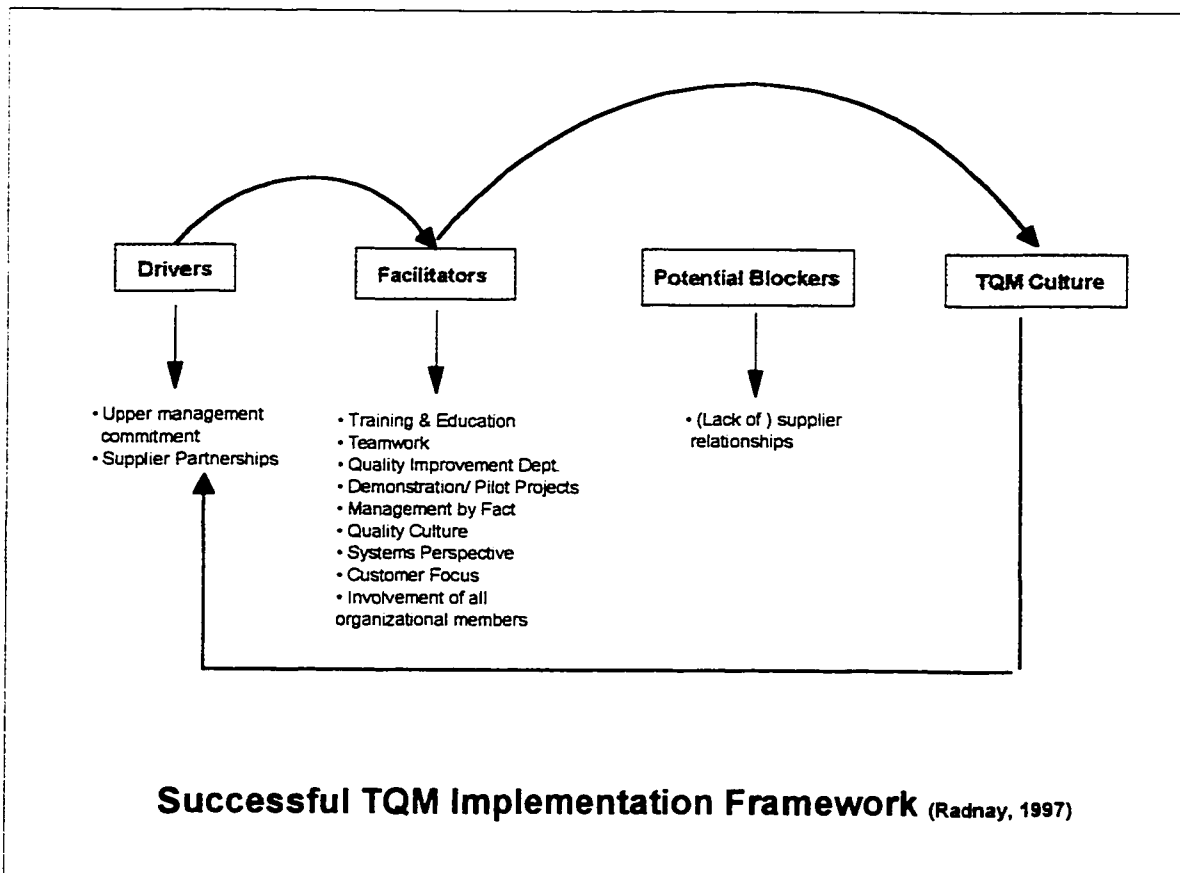 Drivers
Facilitators
Potential Blockers
TQM Culture
• Upper management
commitment
• Supplier Partnerships
• Training & Education
• Teamwork
• Quality Improvement Dept.
• Demonstration/ Pilot Projects
• Management by Fact
• Quality Culture
• Systems Perspective
• Customer Focus
• Involvement of all
organizational members
• (Lack of ) supplier
relationships
Successful TQM Implementation Framework (Radnay, 1997)